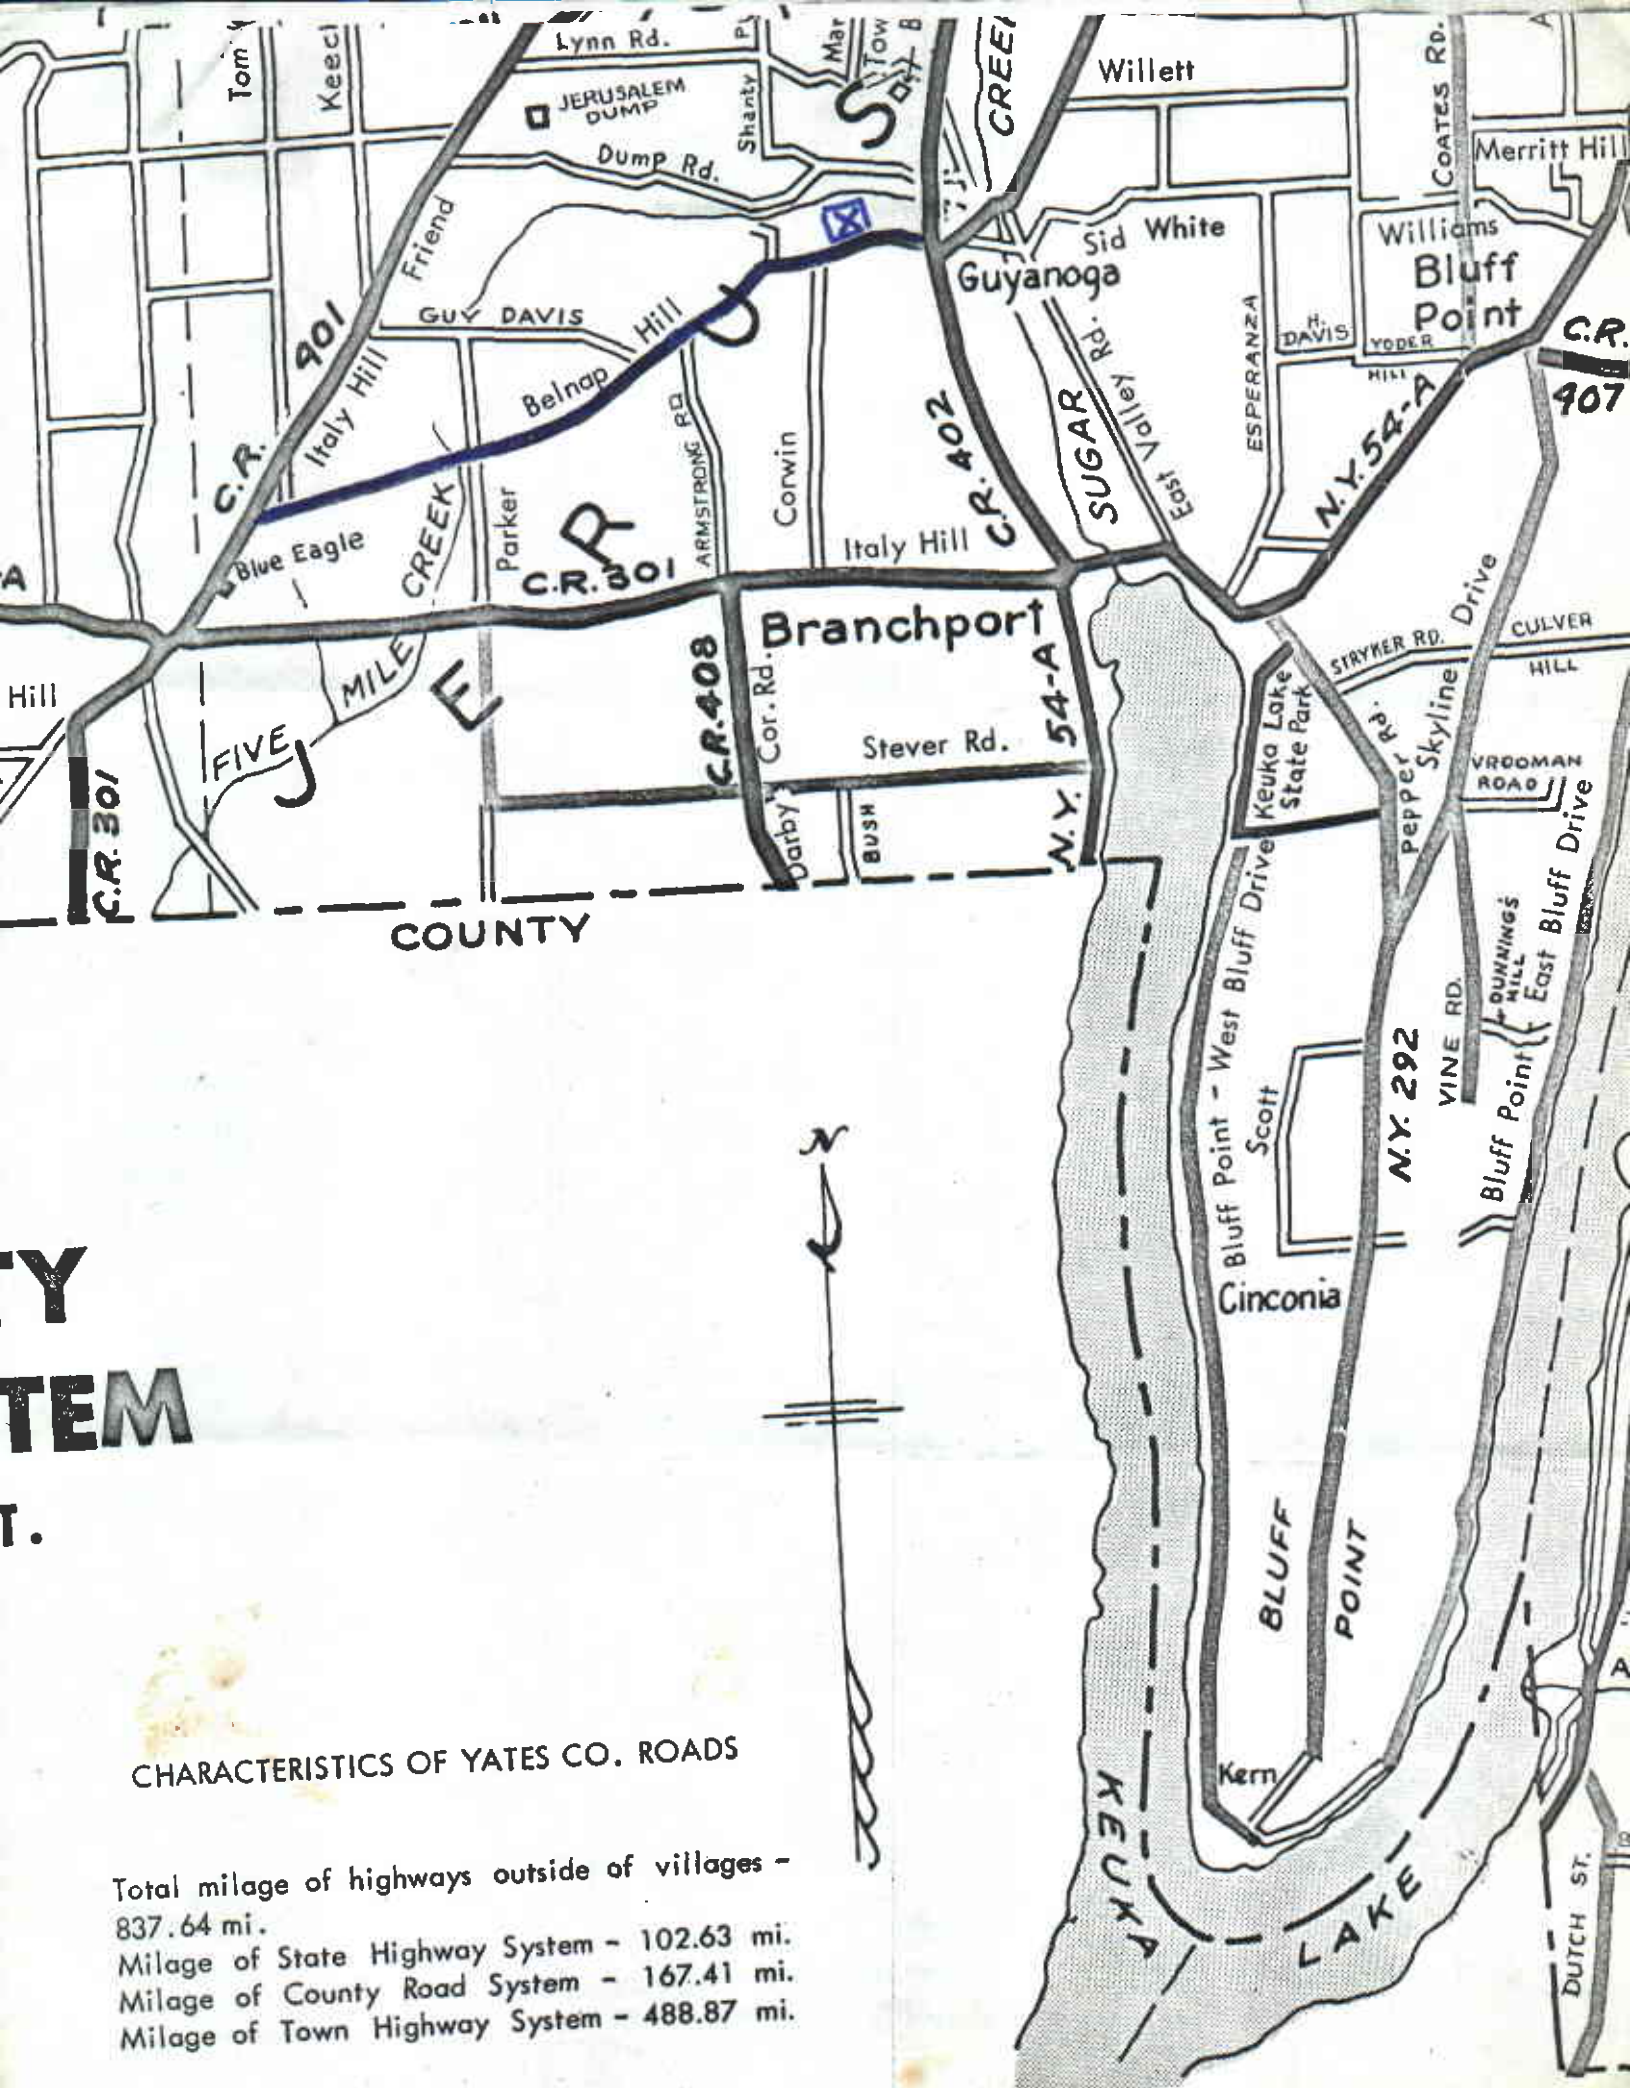 Tom
Lynn Rd.
JERUSALEM
DUMP
Shanty
Mar
Tow
B
CREEK
Willett
COATES RD.
Merritt Hill
Dump Rd.
S
Friend
Sid White
Williams
Guyanoga
Bluff
Point
GUY DAVIS
Hill
U
C.R. 401
Italy Hill
Belnap
ESPERANZA
H.
DAVIS
YODER
HILL
C.R.
407
East Valley Rd.
SUGAR
C.R. 402
N.Y. 54-A
ARMSTRONG RD
Corwin
Parker
Blue Eagle
R
Italy Hill
C.R. 301
A
FIVE MILE CREEK
Branchport
STRYKER RD.
CULVER
HILL
Skyline Drive
Hill
E
C.R. 408
Darby's Cor. Rd.
Stever Rd.
N.Y. 54-A
Keuka Lake
State Park
Pepper Rd.
VROOMAN
ROAD
J
C.R. 301
BUSH
COUNTY
Bluff Point - West Bluff Drive
DUNNING'S
HILL
Bluff Point East Bluff Drive
VINE RD.
N.Y. 292
Scott
N
Cinconia
TY
TEM
T.
BLUFF
POINT
CHARACTERISTICS OF YATES CO. ROADS
Kern
KEUKA
LAKE
DUTCH ST.
Total milage of highways outside of villages -
837.64 mi.
Milage of State Highway System - 102.63 mi.
Milage of County Road System - 167.41 mi.
Milage of Town Highway System - 488.87 mi.